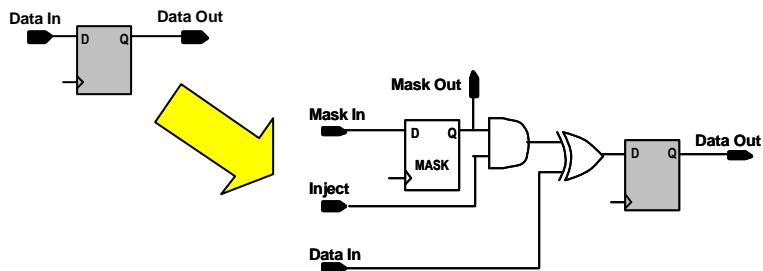 Data In
Data Out
D
Q
Mask Out
Mask In
D
Q
MASK
Inject
Data In
D
Q
Data Out